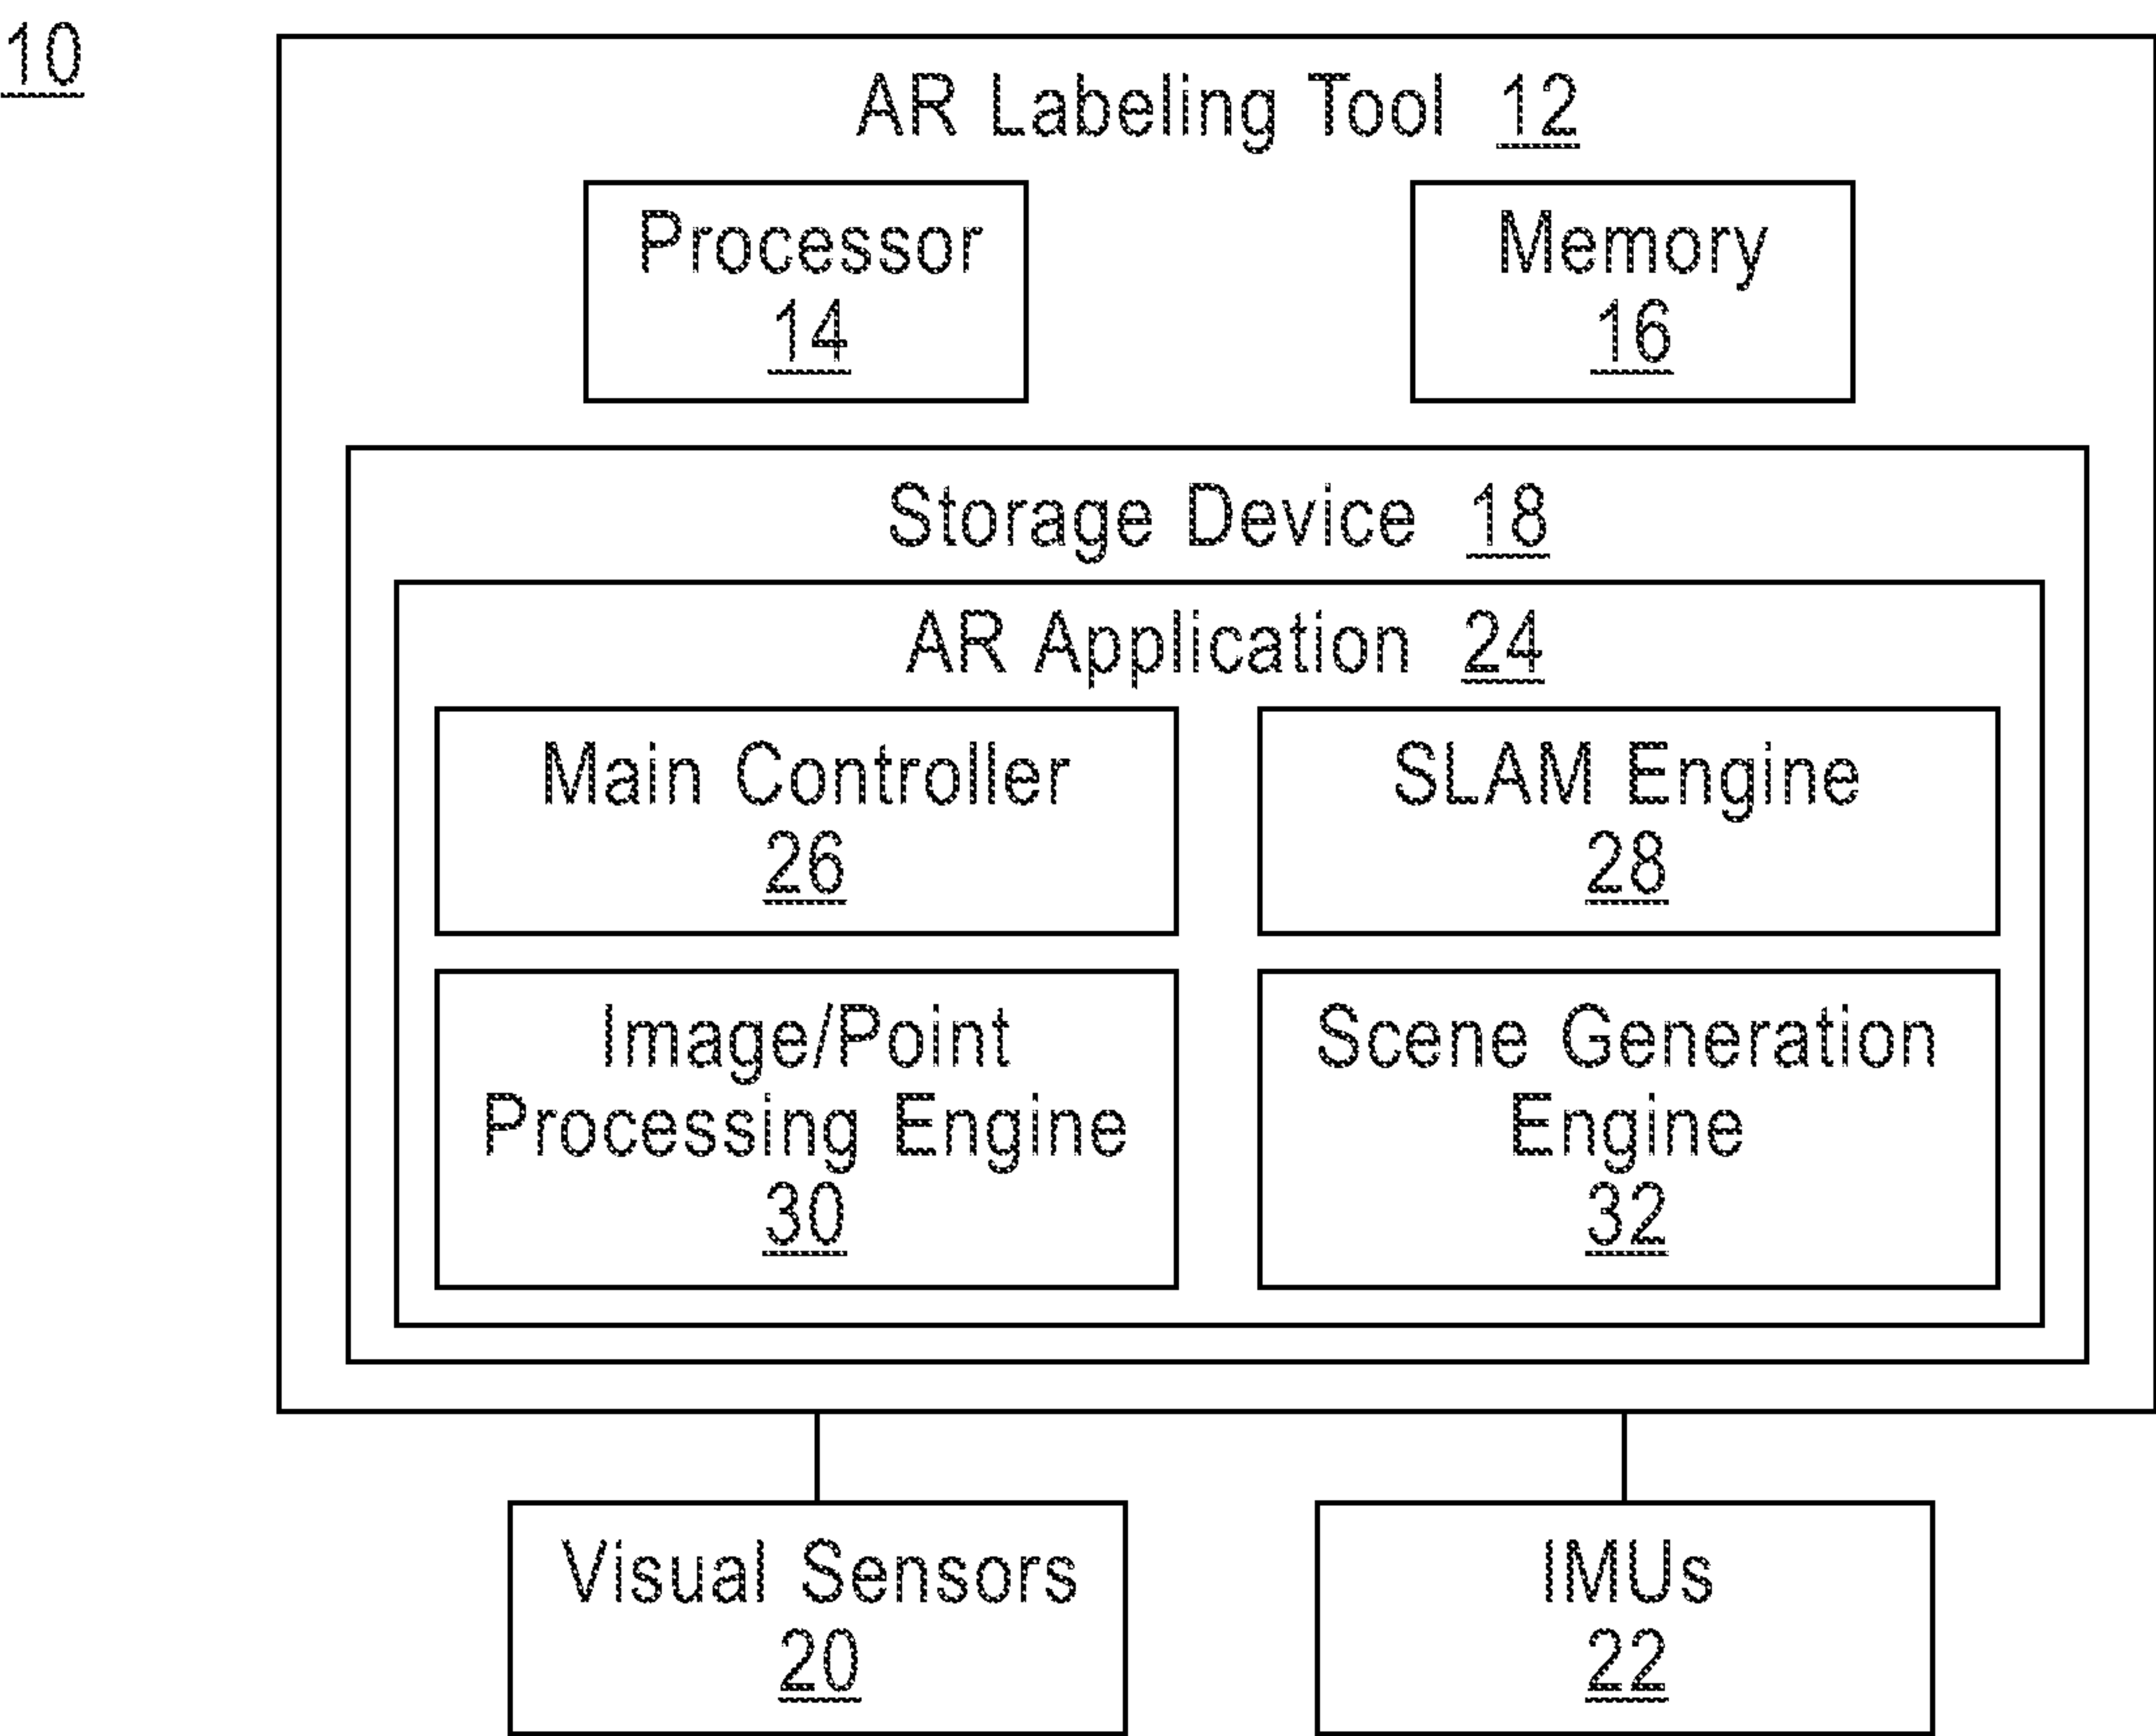 10
AR Labeling Tool 12
Processor
14
Memory
16
Storage Device 18
AR Application 24
Main Controller
26
SLAM Engine
28
Image/Point
Processing Engine
30
Scene Generation
Engine
32
Visual Sensors
20
IMUs
22